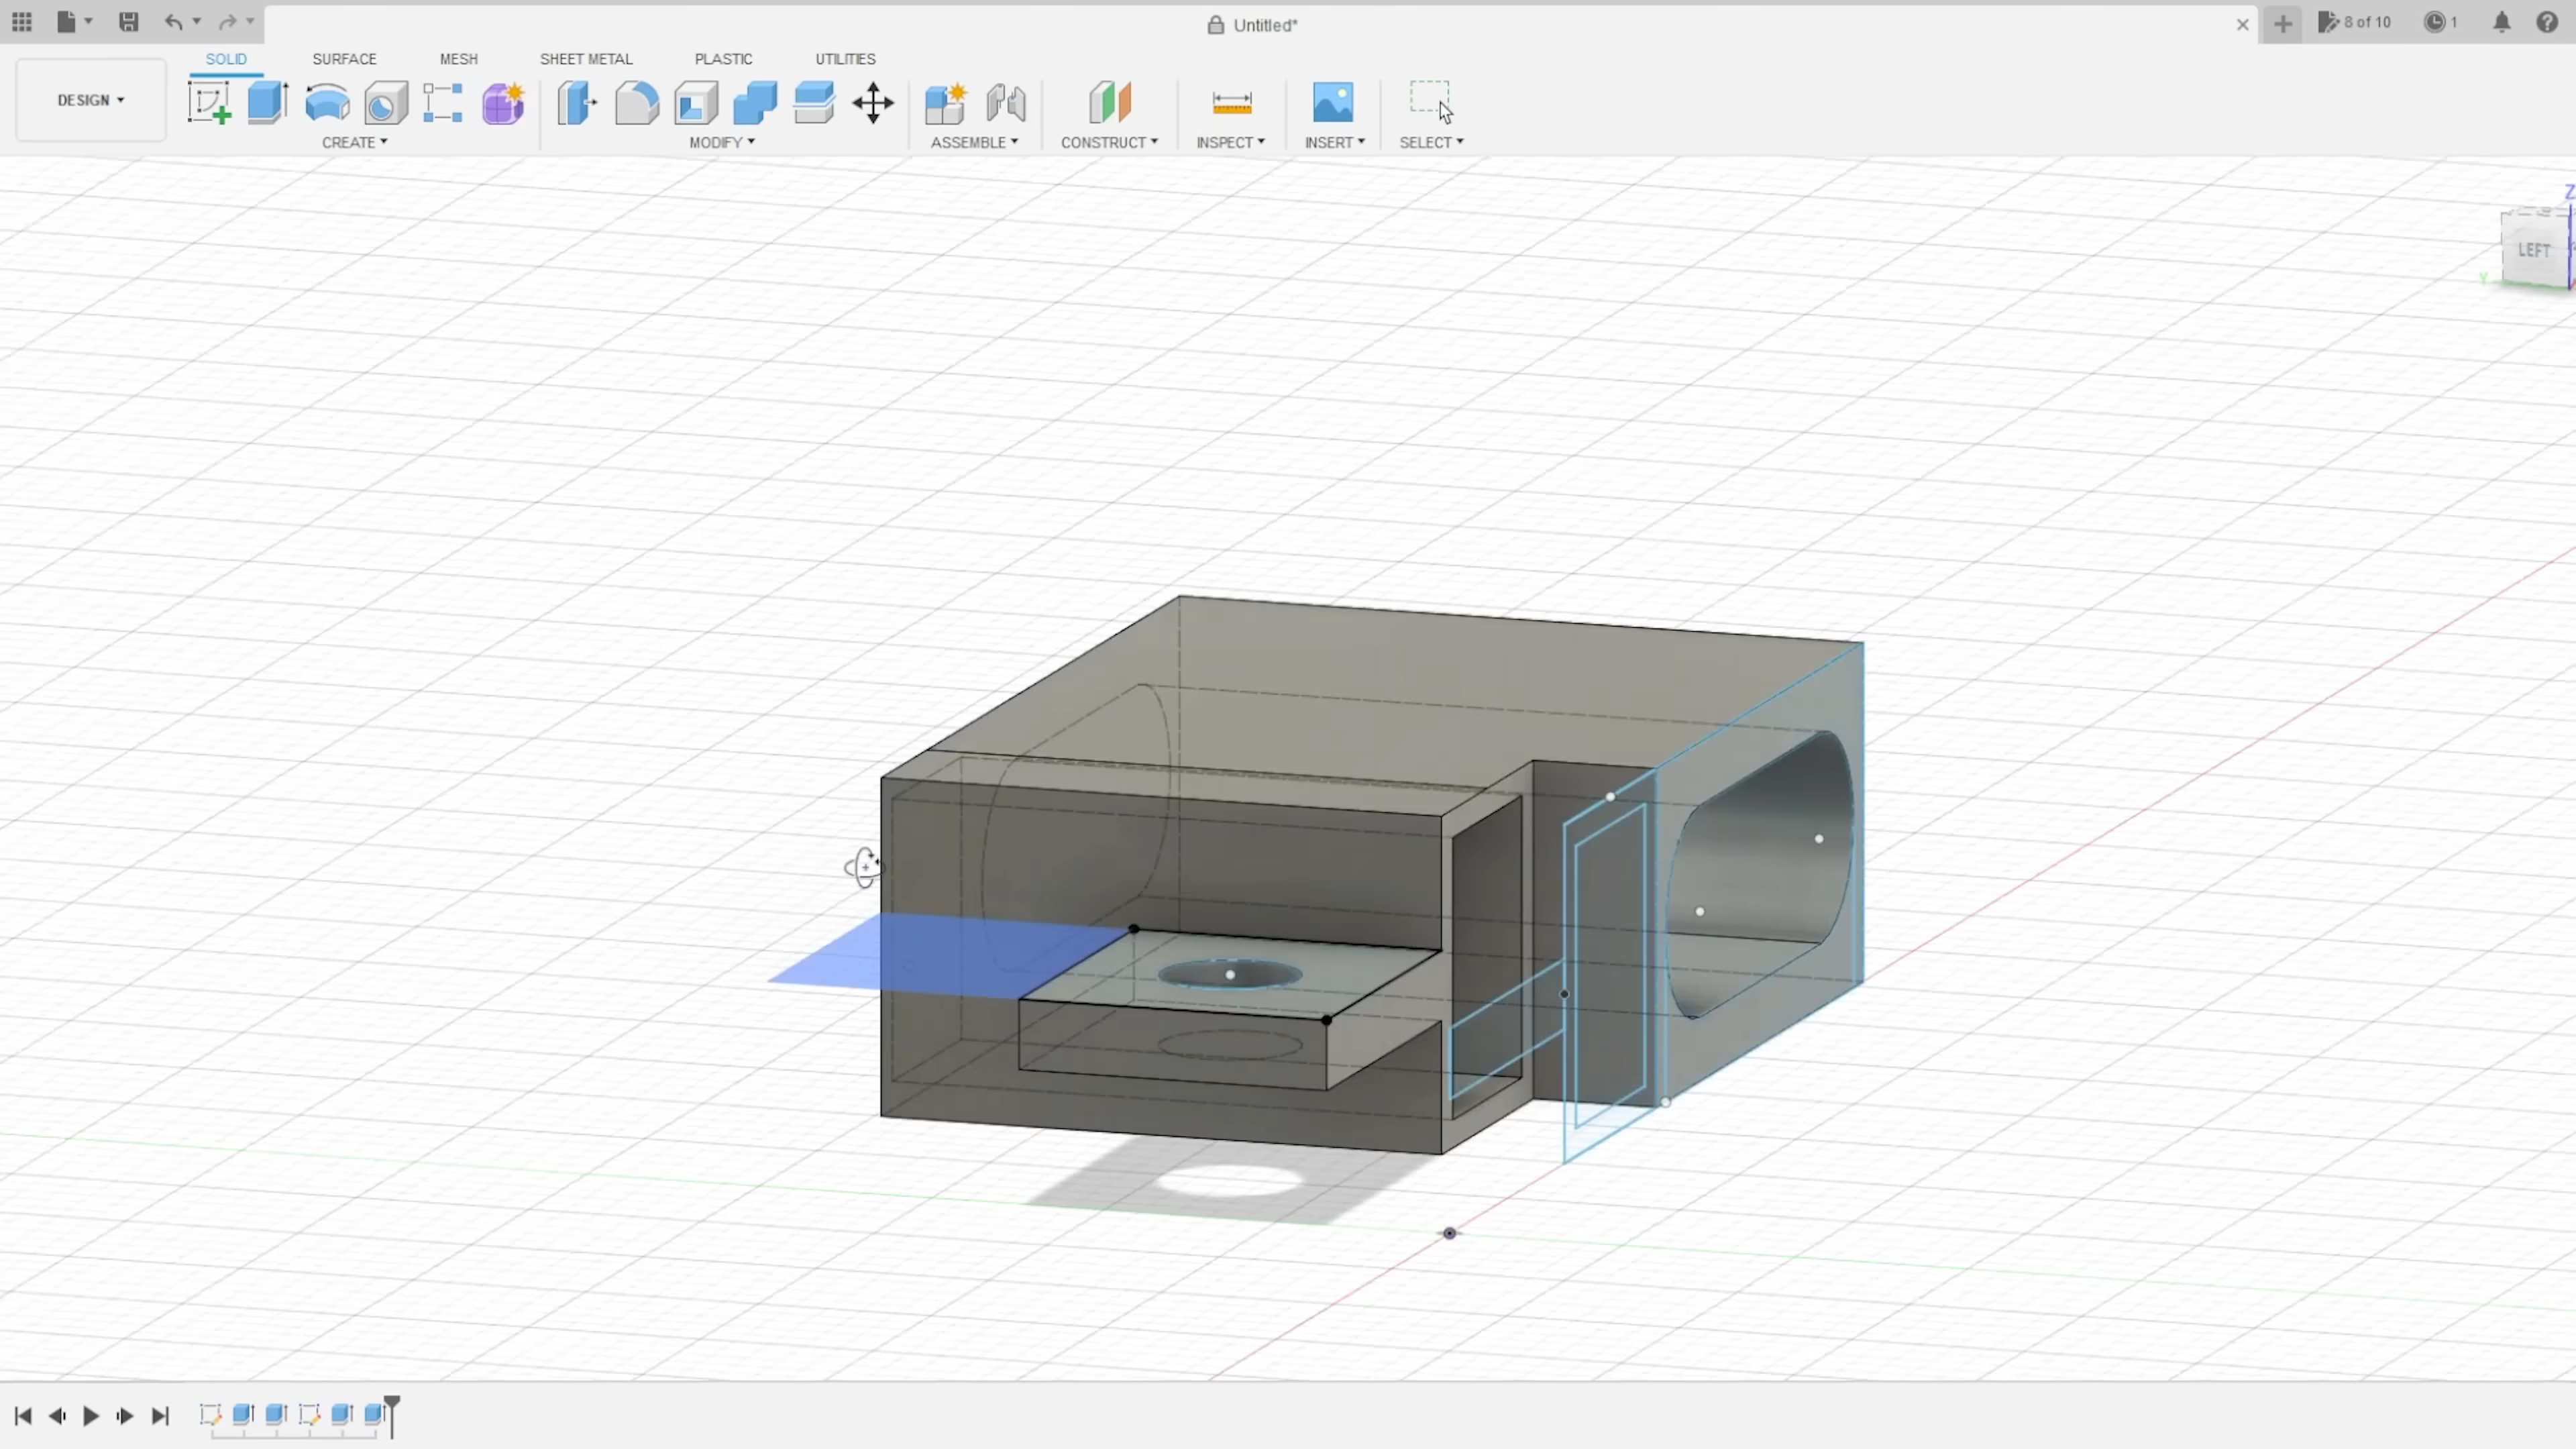 Untitled*
8 of 10
1
SOLID SURFACE MESH SHEET METAL PLASTIC UTILITIES
DESIGN
CREATE MODIFY ASSEMBLE CONSTRUCT INSPECT INSERT SELECT
Z
LEFT
Y